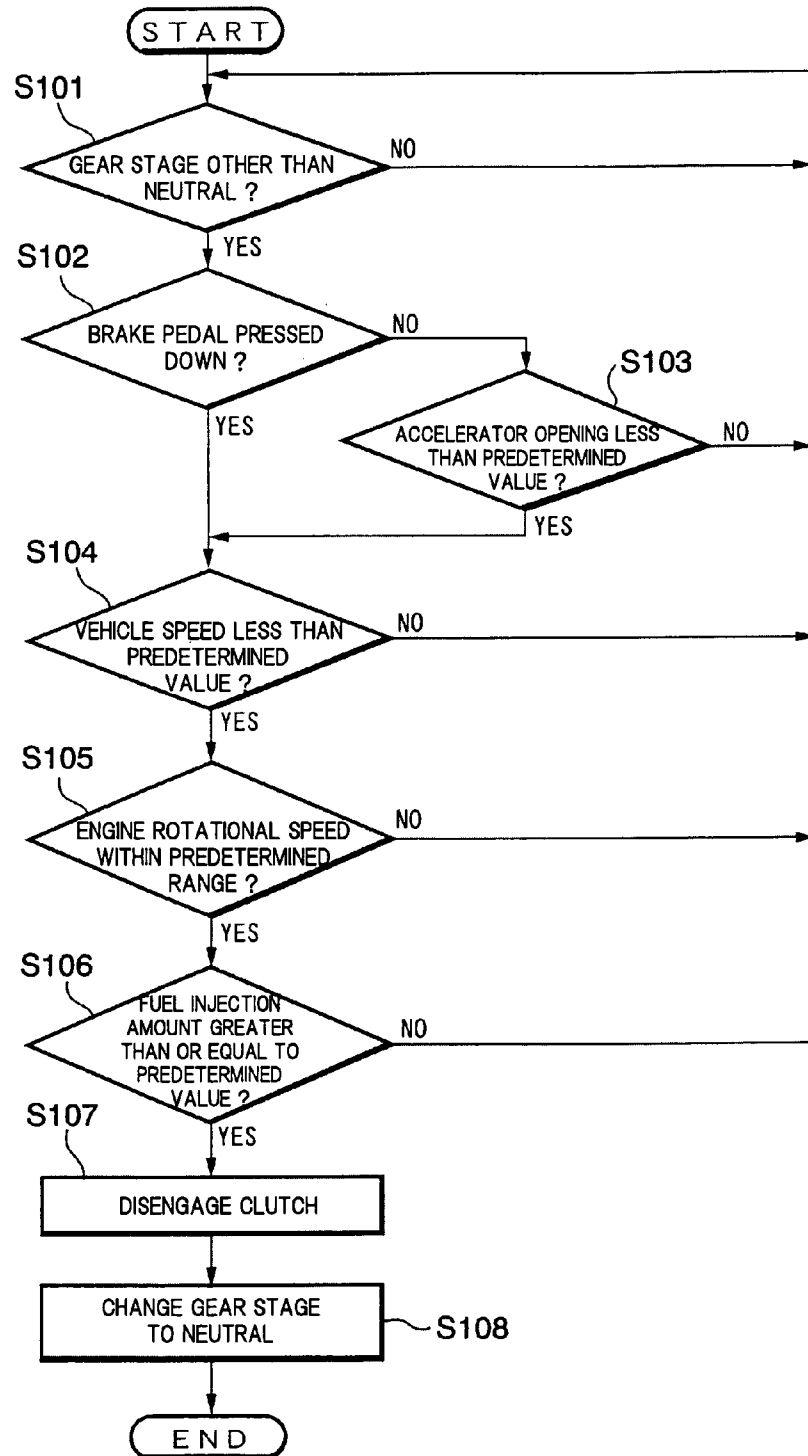 START
S101
GEAR STAGE OTHER THAN
NEUTRAL ?
NO
YES
S102
BRAKE PEDAL PRESSED
DOWN ?
NO
YES
S103
ACCELERATOR OPENING LESS
THAN PREDETERMINED
VALUE ?
NO
YES
S104
VEHICLE SPEED LESS THAN
PREDETERMINED
VALUE ?
NO
YES
S105
ENGINE ROTATIONAL SPEED
WITHIN PREDETERMINED
RANGE ?
NO
YES
S106
FUEL INJECTION
AMOUNT GREATER
THAN OR EQUAL TO
PREDETERMINED
VALUE ?
NO
YES
S107
DISENGAGE CLUTCH
CHANGE GEAR STAGE
TO NEUTRAL
S108
END